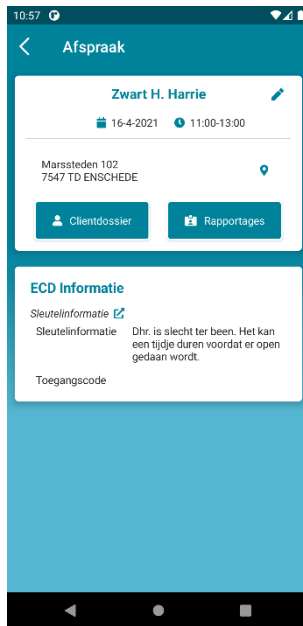 10:57
Afspraak
Zwart H. Harrie
16-4-2021 11:00-13:00
Marssteden 102
7547 TD ENSCHEDE
Clientdossier Rapportages
ECD Informatie
Sleutelinformatie
Sleutelinformatie Dhr. is slecht ter been. Het kan
een tijdje duren voordat er open
gedaan wordt.
Toegangscode